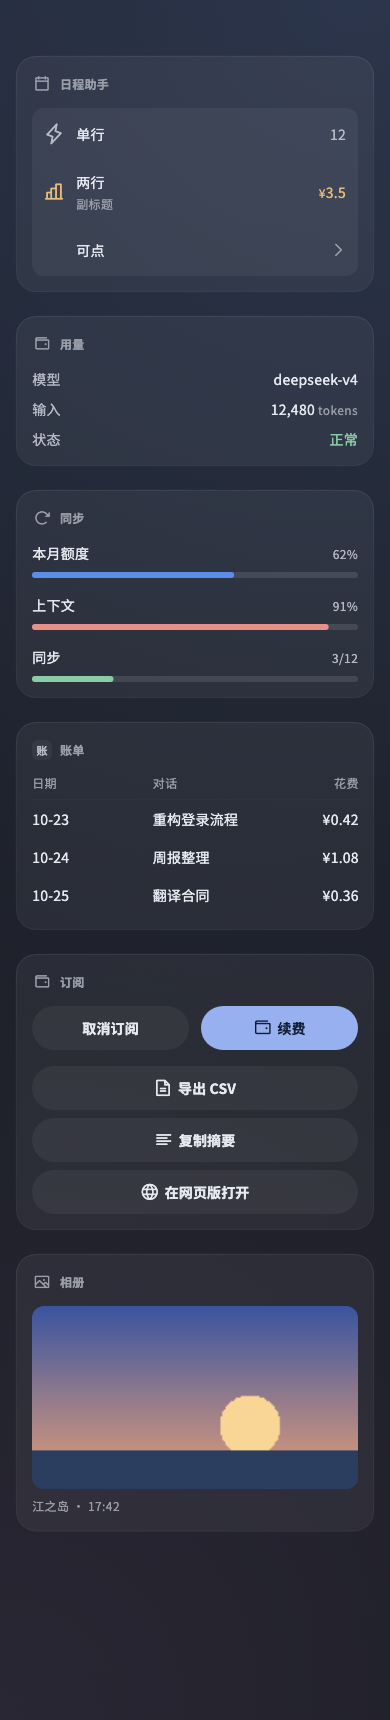 日程助手
单行 12
两行
副标题 ¥3.5
可点
用量
模型 deepseek-v4
输入 12,480 tokens
状态 正常
同步
本月额度 62%
上下文 91%
同步 3/12
账 账单
日期 对话 花费
10-23 重构登录流程 ¥0.42
10-24 周报整理 ¥1.08
10-25 翻译合同 ¥0.36
订阅
取消订阅 续费
导出 CSV
复制摘要
在网页版打开
相册
江之岛 · 17:42